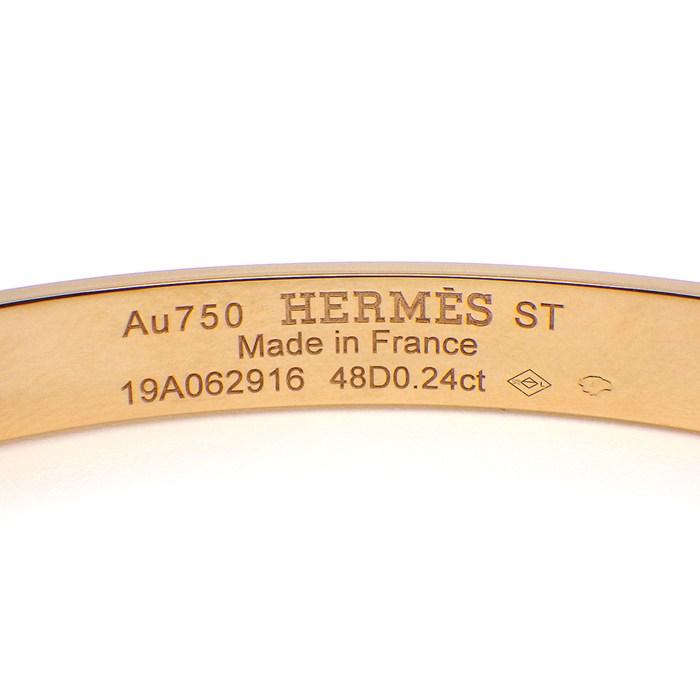 Au750 HERMÈS ST
Made in France
19A062916 48D0.24ct